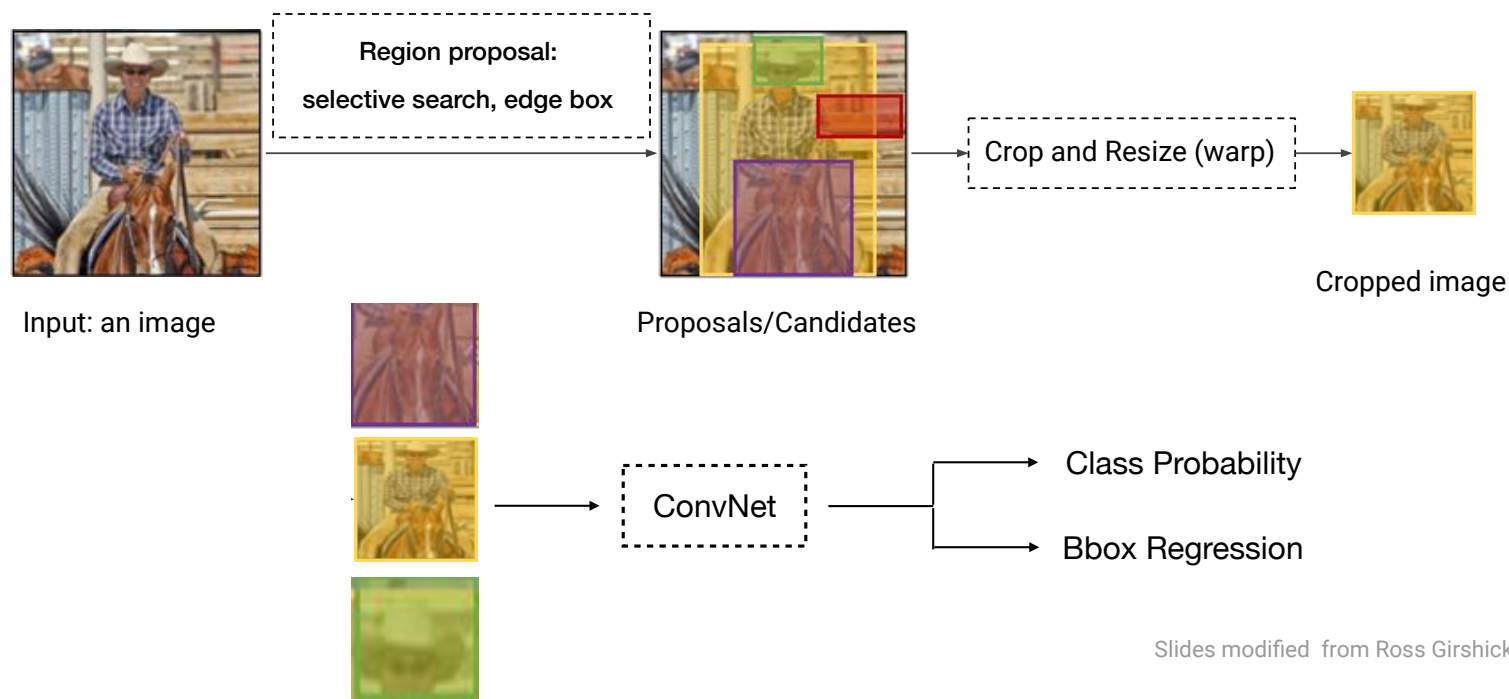 Region proposal:
selective search, edge box
Crop and Resize (warp)
Input: an image
Proposals/Candidates
Cropped image
ConvNet
Class Probability
Bbox Regression
Slides modified from Ross Girshick